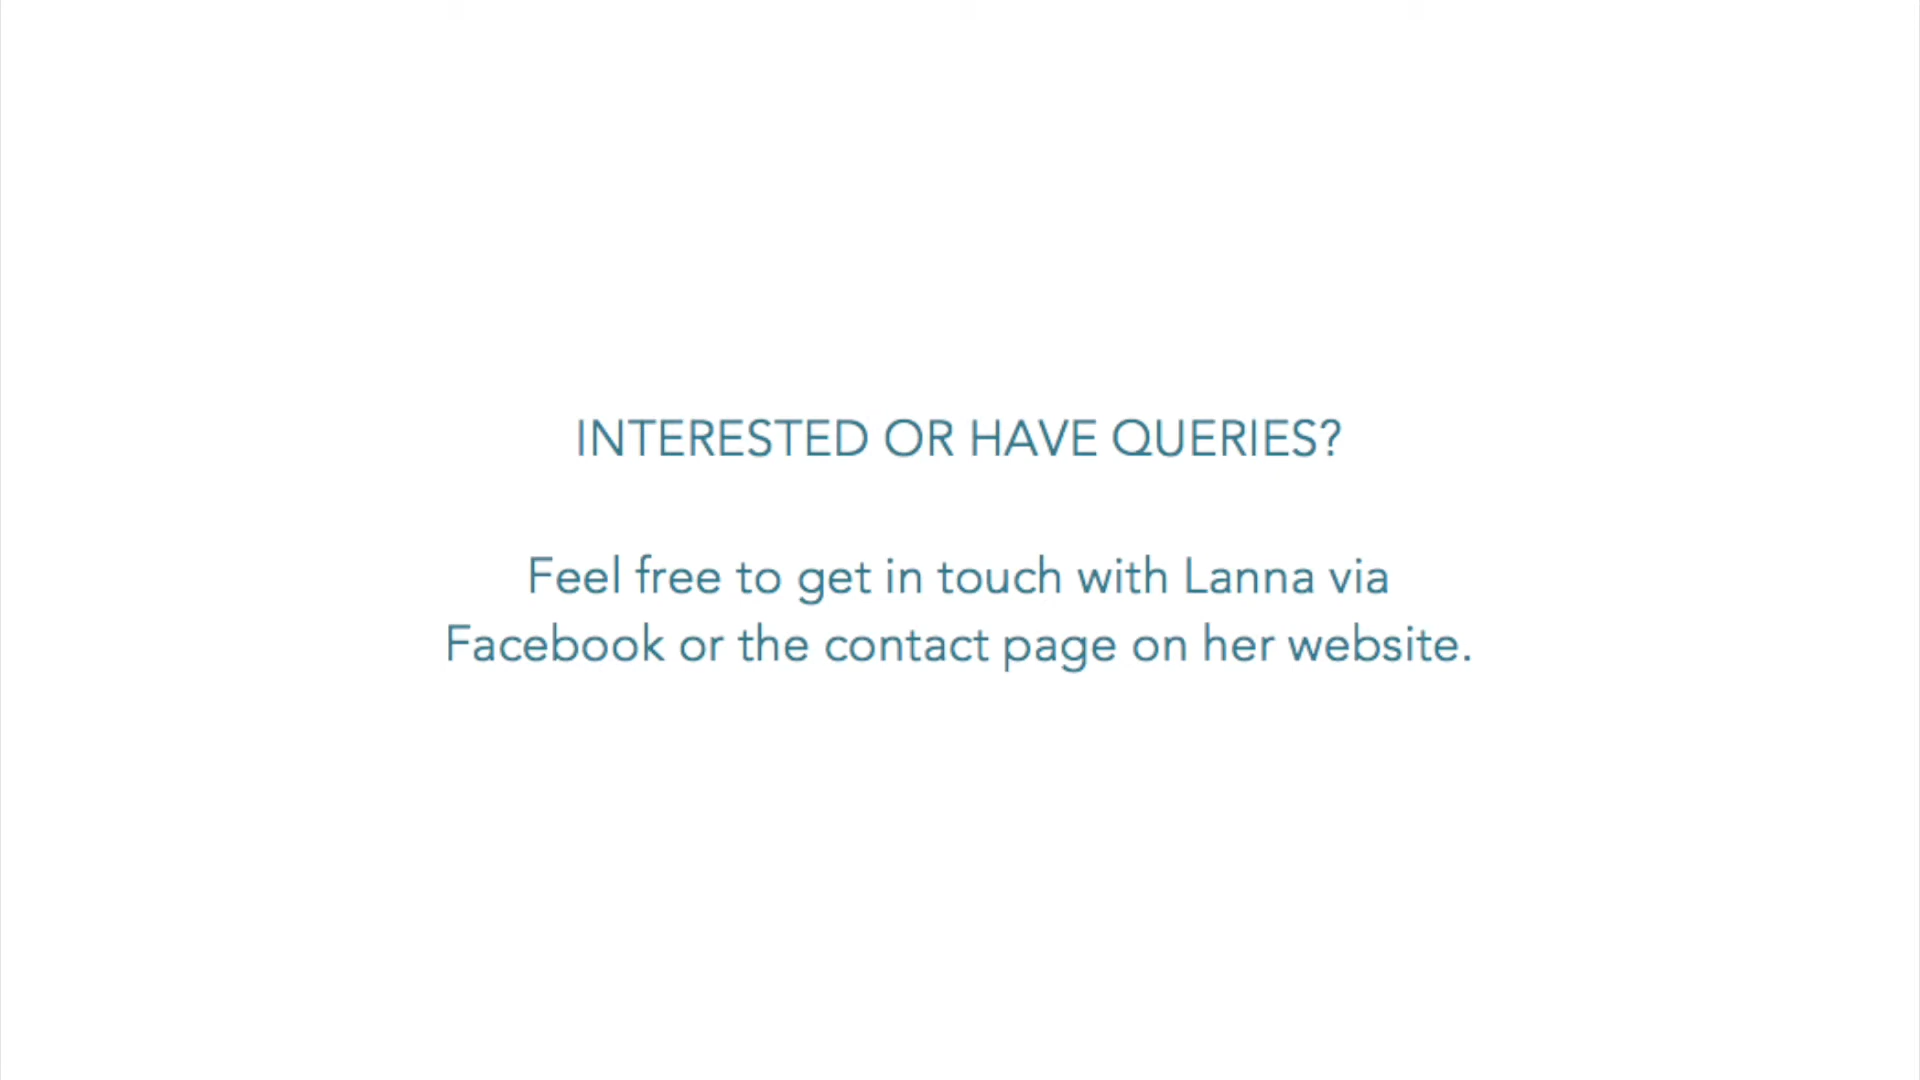 INTERESTED OR HAVE QUERIES?
Feel free to get in touch with Lanna via
Facebook or the contact page on her website.